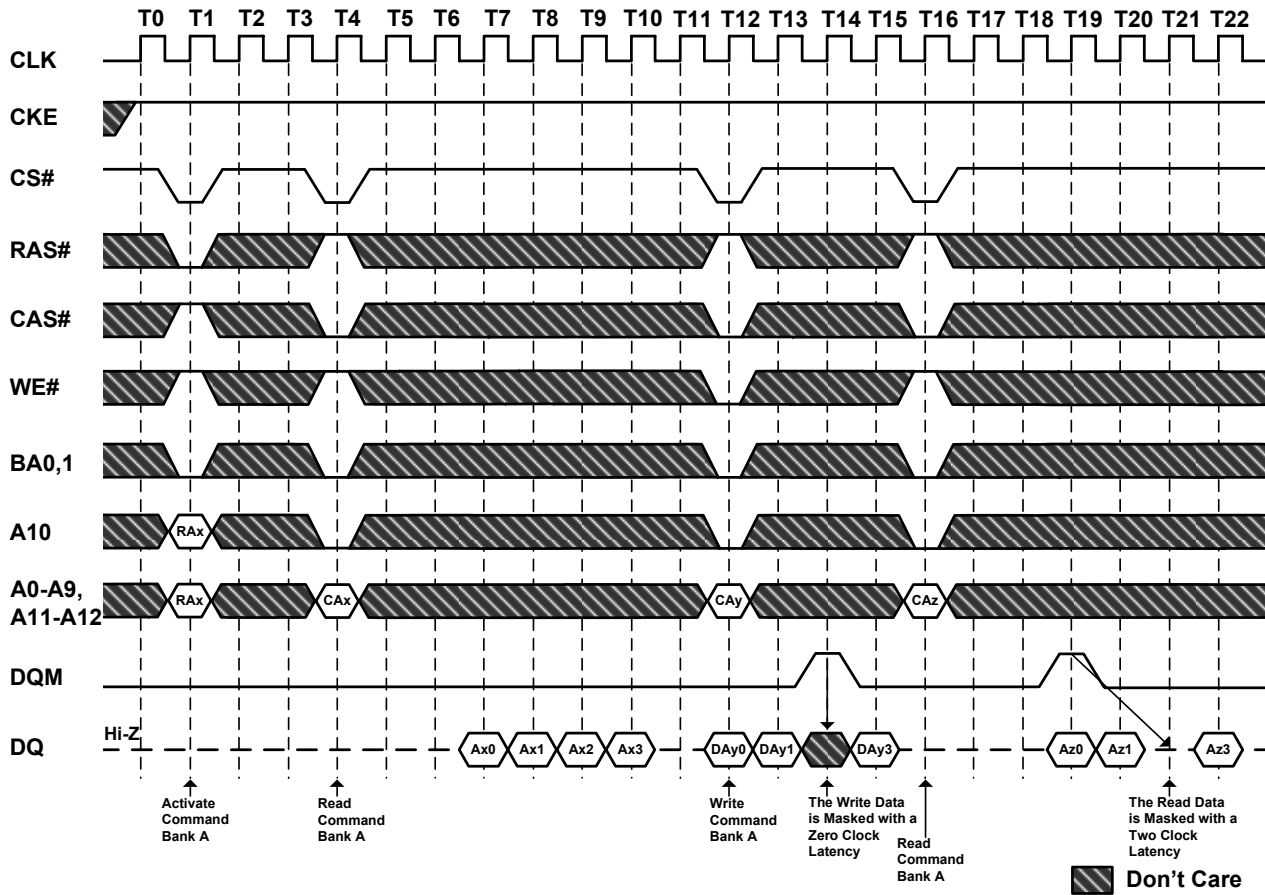 T0 T1 T2 T3 T4 T5 T6 T7 T8 T9 T10 T11 T12 T13 T14 T15 T16 T17 T18 T19 T20 T21 T22
CLK
CKE
CS#
RAS#
CAS#
WE#
BA0,1
A10
RAx
A0-A9,
A11-A12
RAx CAx CAy CAz
DQM
DQ
Hi-Z
Ax0 Ax1 Ax2 Ax3 DAy0 DAy1 DAy3 Az0 Az1 Az3
Activate
Command
Bank A
Read
Command
Bank A
Write
Command
Bank A
The Write Data
is Masked with a
Zero Clock
Latency
Read
Command
Bank A
The Read Data
is Masked with a
Two Clock
Latency
Don't Care